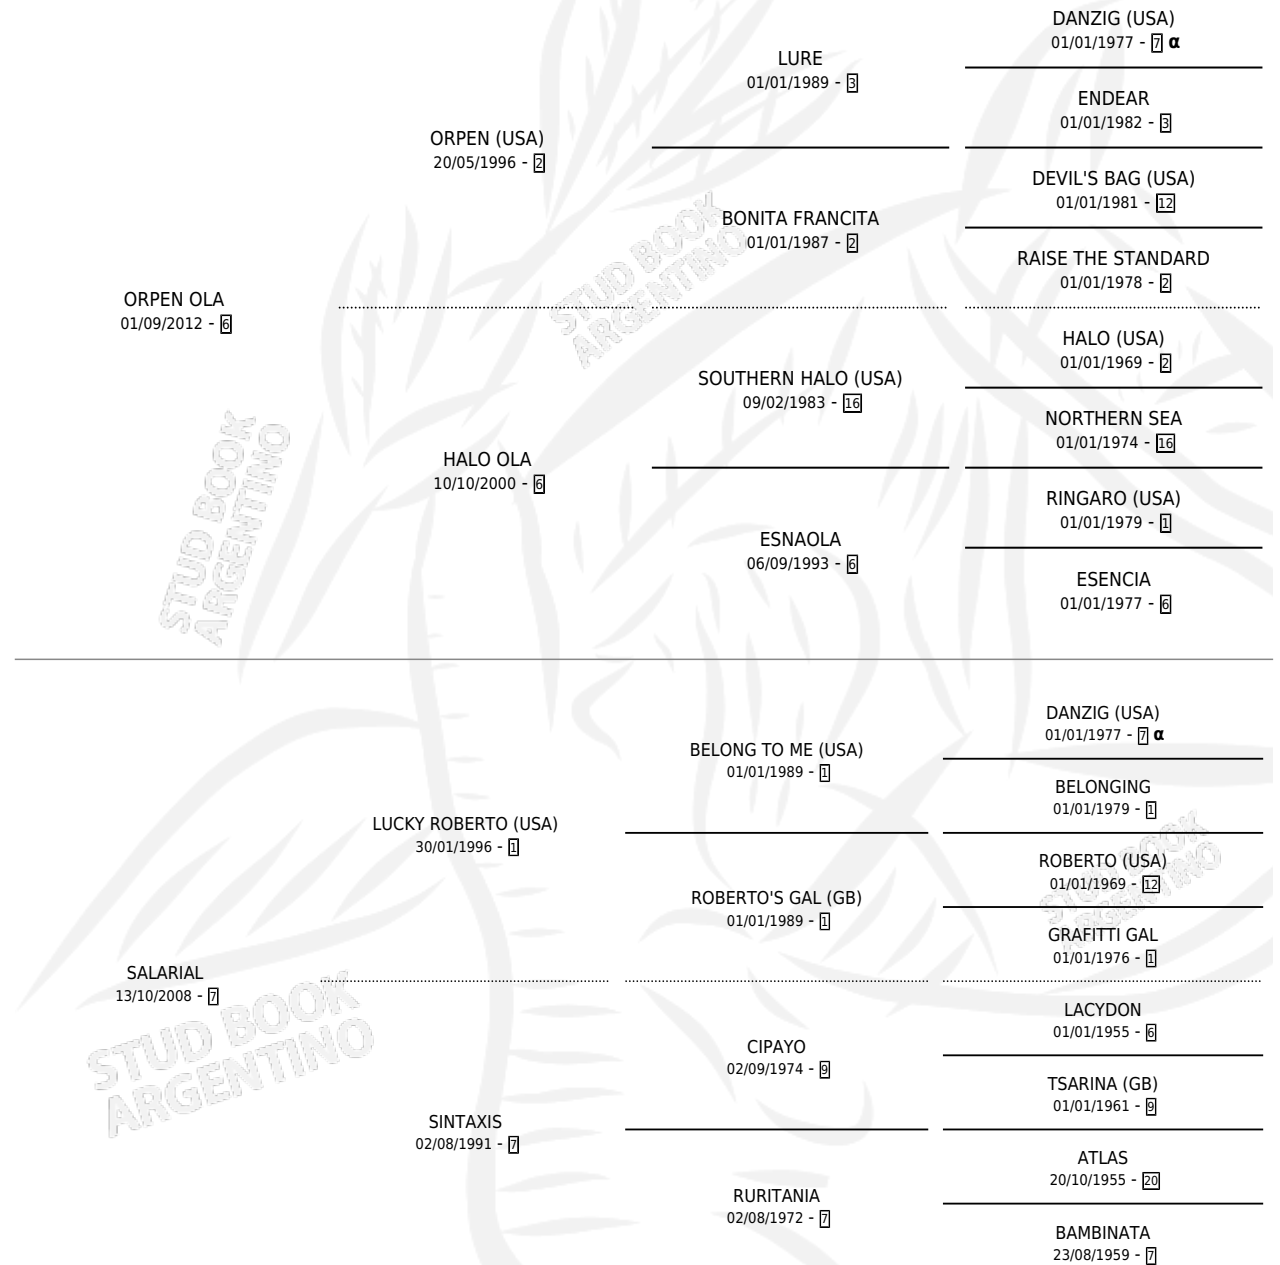 DANZIG (USA)
01/01/1977 - 7 α
LURE
01/01/1989 - 3
ENDEAR
01/01/1982 - 3
ORPEN (USA)
20/05/1996 - 2
DEVIL'S BAG (USA)
01/01/1981 - 12
BONITA FRANCITA
01/01/1987 - 2
RAISE THE STANDARD
01/01/1978 - 2
ORPEN OLA
01/09/2012 - 6
STUD BOOK
ARGENTINO
HALO (USA)
01/01/1969 - 2
SOUTHERN HALO (USA)
09/02/1983 - 16
NORTHERN SEA
01/01/1974 - 16
HALO OLA
10/10/2000 - 6
RINGARO (USA)
01/01/1979 - 1
ESNAOLA
06/09/1993 - 6
ESENCIA
01/01/1977 - 6
STUD BOOK
ARGENTINO
DANZIG (USA)
01/01/1977 - 7 α
BELONG TO ME (USA)
01/01/1989 - 1
BELONGING
01/01/1979 - 1
LUCKY ROBERTO (USA)
30/01/1996 - 1
ROBERTO (USA)
01/01/1969 - 12
ROBERTO'S GAL (GB)
01/01/1989 - 1
GRAFITTI GAL
01/01/1976 - 1
STUD BOOK
ARGENTINO
SALARIAL
13/10/2008 - 7
STUD BOOK
ARGENTINO
LACYDON
01/01/1955 - 6
CIPAYO
02/09/1974 - 9
TSARINA (GB)
01/01/1961 - 9
SINTAXIS
02/08/1991 - 7
ATLAS
20/10/1955 - 20
RURITANIA
02/08/1972 - 7
BAMBINATA
23/08/1959 - 7